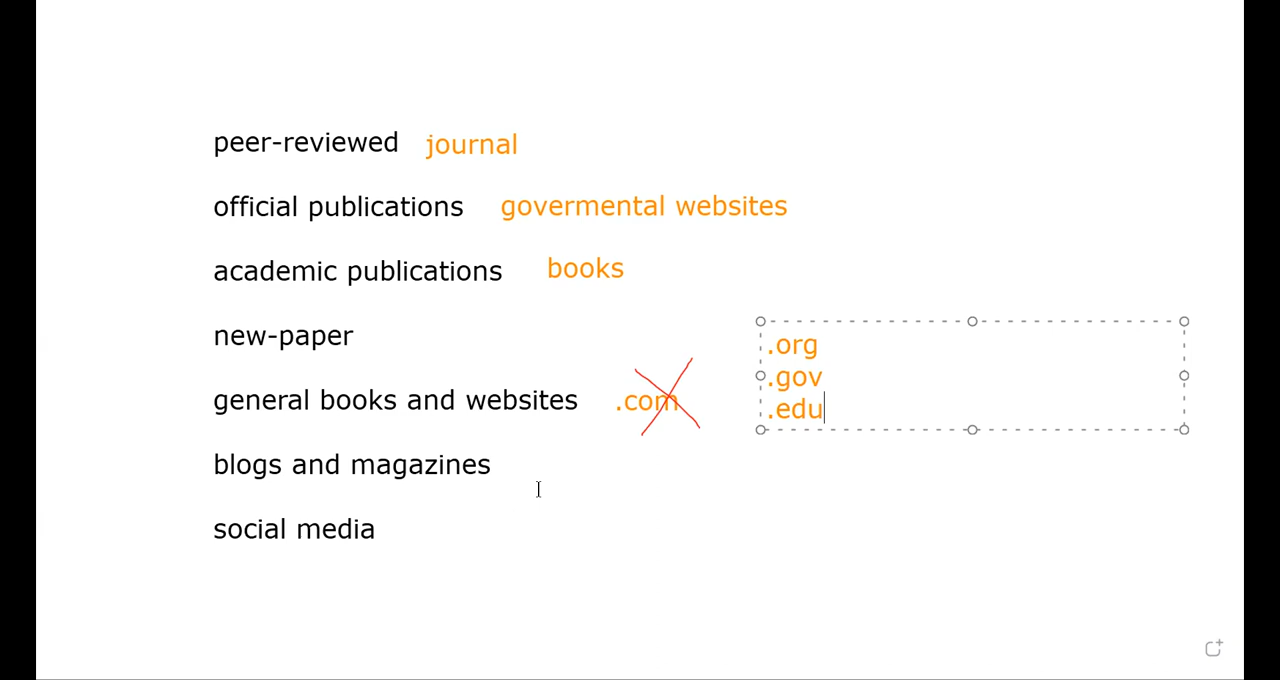 peer-reviewed journal
official publications govermental websites
academic publications books
new-paper
.org
.gov
general books and websites .com
.edu
blogs and magazines
social media